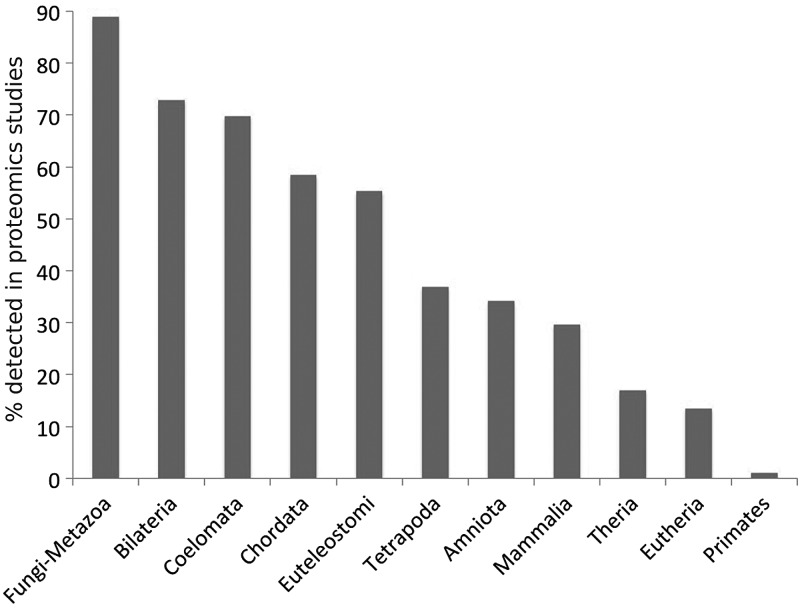 % detected in proteomics studies
90
80
70
60
50
40
30
20
10
0
Fungi-Metazoa
Bilateria
Coelomata
Chordata
Euteleostomi
Tetrapoda
Amniota
Mammalia
Theria
Eutheria
Primates